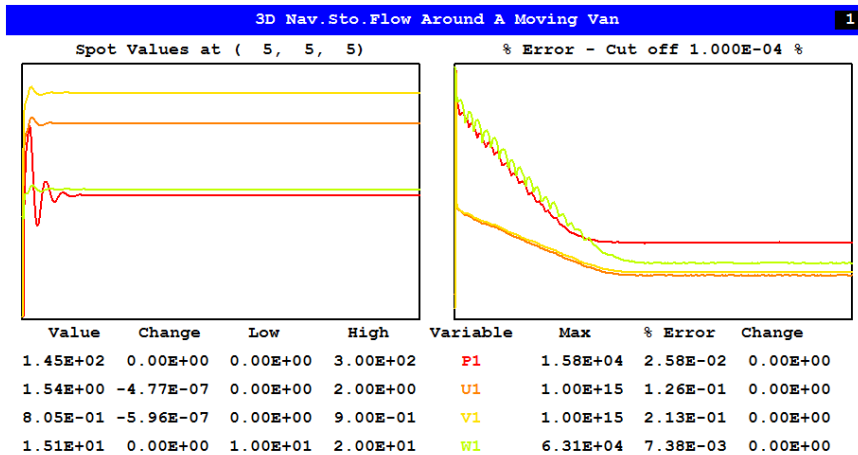 3D Nav.Sto.Flow Around A Moving Van 1
Spot Values at ( 5, 5, 5) % Error - Cut off 1.000E-04 %
Value Change Low High Variable Max % Error Change
1.45E+02 0.00E+00 0.00E+00 3.00E+02 P1 1.58E+04 2.58E-02 0.00E+00
1.54E+00 -4.77E-07 0.00E+00 2.00E+00 U1 1.00E+15 1.26E-01 0.00E+00
8.05E-01 -5.96E-07 0.00E+00 9.00E-01 V1 1.00E+15 2.13E-01 0.00E+00
1.51E+01 0.00E+00 1.00E+01 2.00E+01 W1 6.31E+04 7.38E-03 0.00E+00